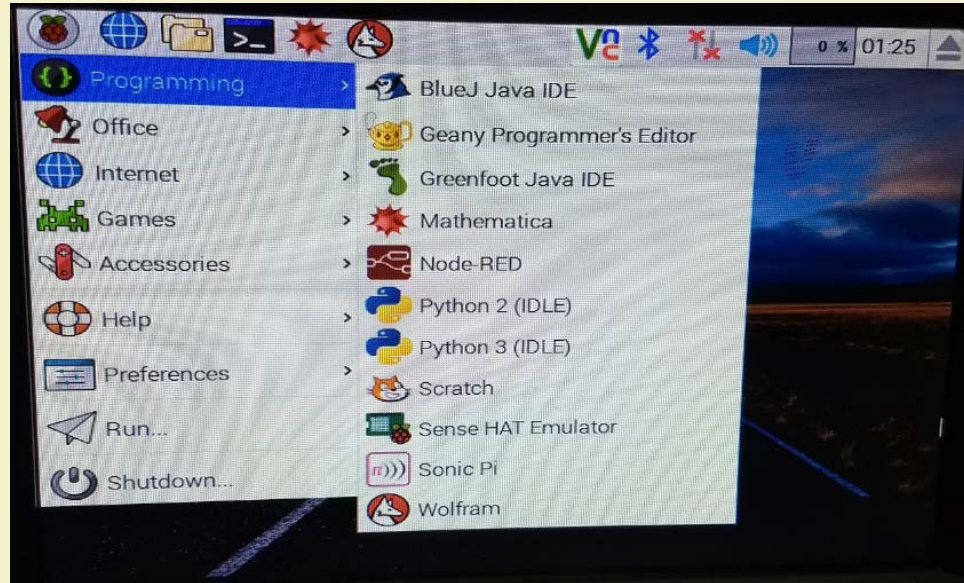 0 % 01:25
Programming
Office
Internet
Games
Accessories
Help
Preferences
Run...
Shutdown...
BlueJ Java IDE
Geany Programmer's Editor
Greenfoot Java IDE
Mathematica
Node-RED
Python 2 (IDLE)
Python 3 (IDLE)
Scratch
Sense HAT Emulator
Sonic Pi
Wolfram